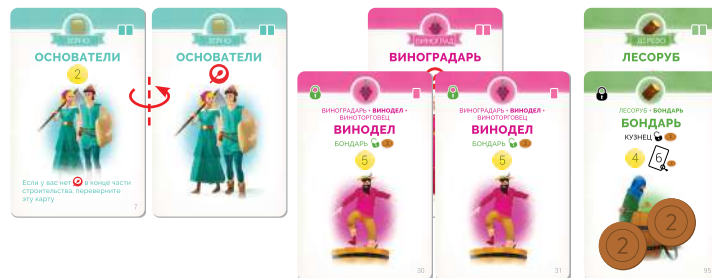 ЗЕРНО
ОСНОВАТЕЛИ
2
Если у вас нет в конце части
строительства, переверните
эту карту
7
ЗЕРНО
ОСНОВАТЕЛИ
ВИНОГРАД
ВИНОГРАДАРЬ
ВИНОГРАДАРЬ • ВИНОДЕЛ •
ВИНОТОРГОВЕЦ
ВИНОДЕЛ
БОНДАРЬ
5
30
ВИНОГРАДАРЬ • ВИНОДЕЛ •
ВИНОТОРГОВЕЦ
ВИНОДЕЛ
БОНДАРЬ
5
31
ДЕРЕВО
ЛЕСОРУБ
ЛЕСОРУБ • БОНДАРЬ
БОНДАРЬ
КУЗНЕЦ
4
6
2
2
95